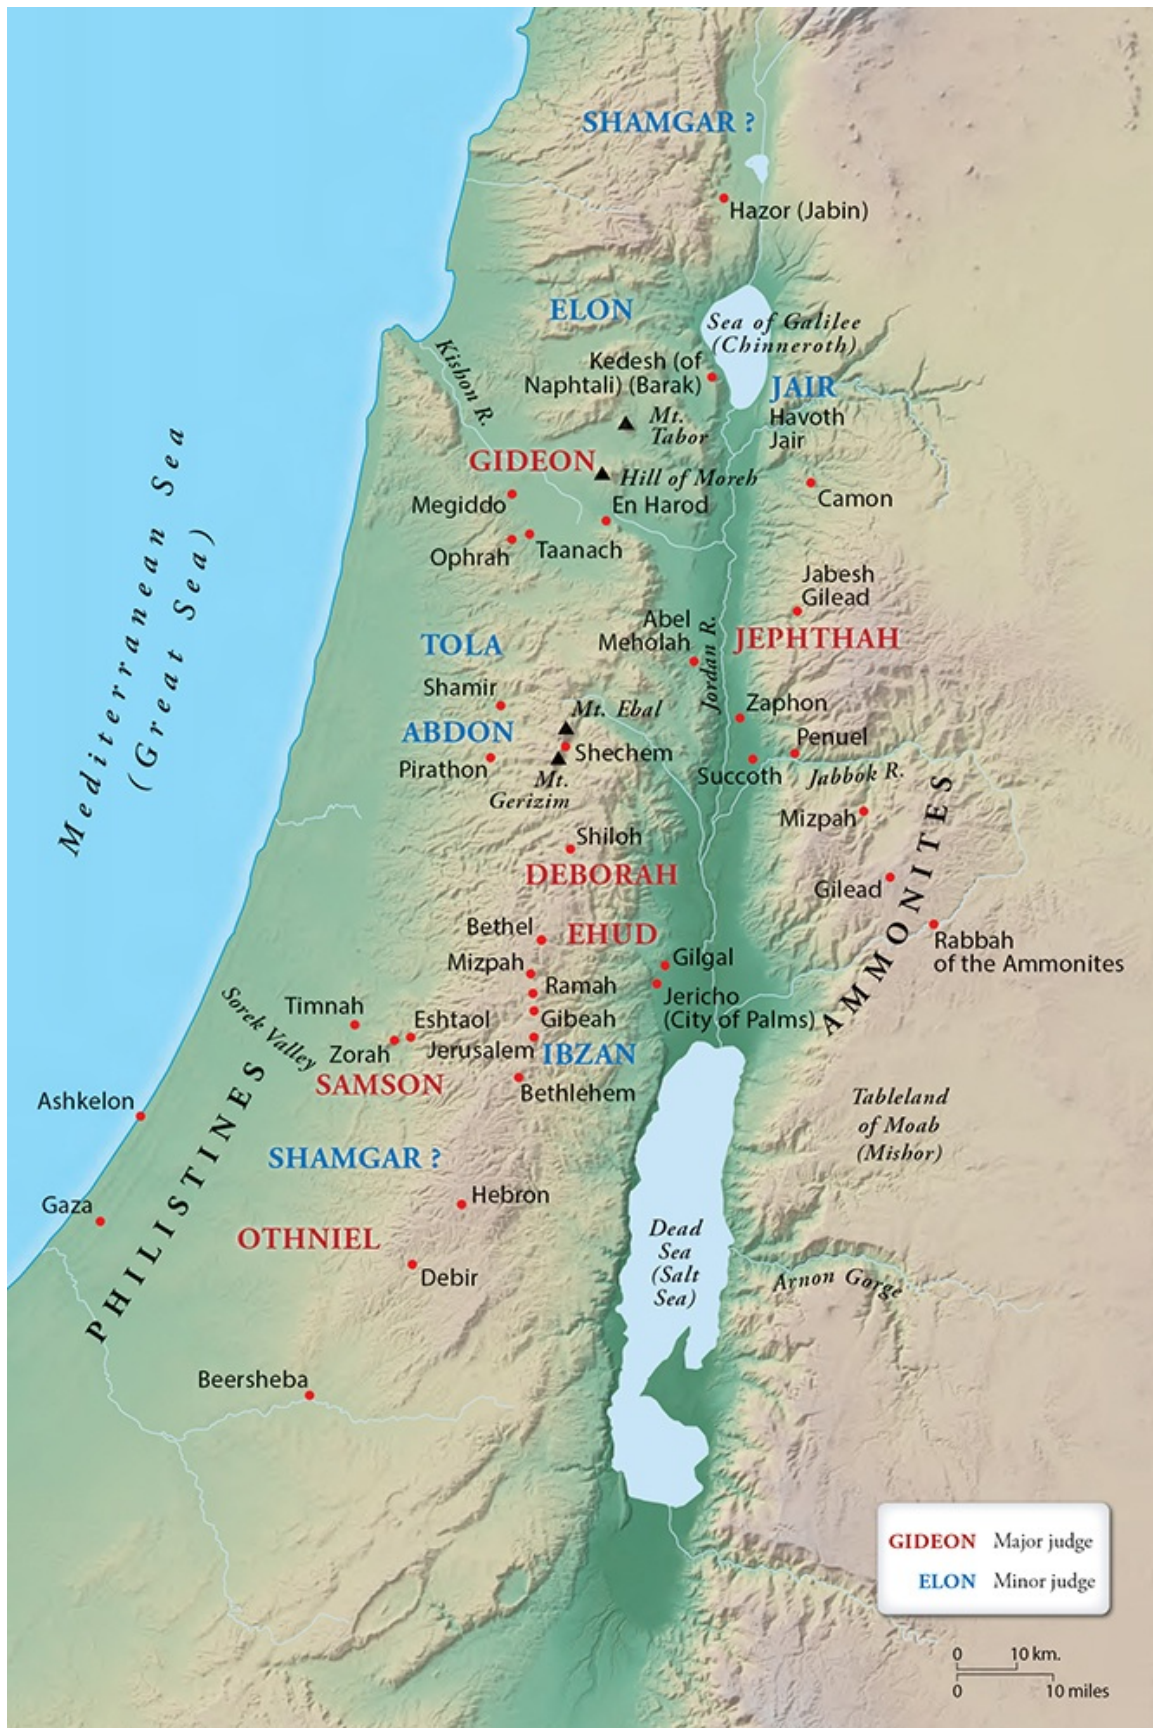 SHAMGAR ?
Hazor (Jabin)
ELON
Sea of Galilee
(Chinneroth)
Kishon R.
Kedesh (of
Naphtali) (Barak)
JAIR
Havoth
Jair
Mt.
Tabor
GIDEON
Hill of Moreh
Megiddo
En Harod
Camon
Ophrah
Taanach
Mediterranean Sea
(Great Sea)
Jabesh
Gilead
Abel
Meholah
Jordan R.
JEPHTHAH
TOLA
Shamir
Mt. Ebal
Zaphon
ABDON
Pirathon
Shechem
Penuel
Mt.
Gerizim
Succoth
Jabbok R.
Mizpah
Shiloh
DEBORAH
Gilead
AMMONITES
Bethel
EHUD
Rabbah
of the Ammonites
Mizpah
Gilgal
Ramah
Jericho
(City of Palms)
Timnah
Sorek Valley
Eshtaol
Gibeah
Zorah
Jerusalem
IBZAN
SAMSON
Bethlehem
Ashkelon
PHILISTINES
Tableland
of Moab
(Mishor)
SHAMGAR ?
Gaza
Hebron
OTHNIEL
Debir
Dead
Sea
(Salt
Sea)
Arnon Gorge
Beersheba
GIDEON Major judge
ELON Minor judge
0 10 km.
0 10 miles